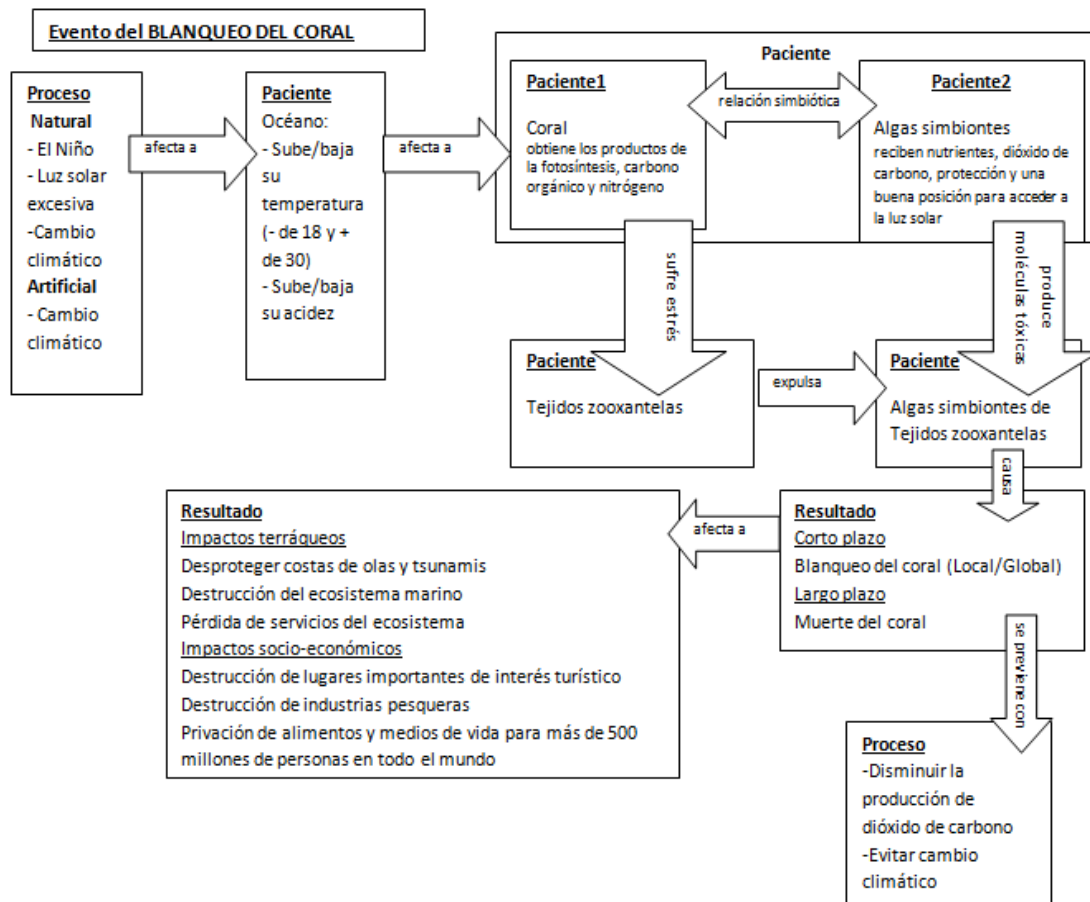 Evento del BLANQUEO DEL CORAL
Proceso
Natural
- El Niño
- Luz solar
excesiva
-Cambio
climático
Artificial
- Cambio
climático
afecta a
Paciente
Océano:
- Sube/baja
su
temperatura
(- de 18 y +
de 30)
- Sube/baja
su acidez
afecta a
Paciente
Paciente1
Coral
obtiene los productos de
la fotosíntesis, carbono
orgánico y nitrógeno
relación simbiótica
Paciente2
Algas simbiontes
reciben nutrientes, dióxido de
carbono, protección y una
buena posición para acceder a
la luz solar
sufre estrés
produce
moléculas tóxicas
Paciente
Tejidos zooxantelas
expulsa
Paciente
Algas simbiontes de
Tejidos zooxantelas
causa
Resultado
Corto plazo
Blanqueo del coral (Local/Global)
Largo plazo
Muerte del coral
afecta a
Resultado
Impactos terráqueos
Desproteger costas de olas y tsunamis
Destrucción del ecosistema marino
Pérdida de servicios del ecosistema
Impactos socio-económicos
Destrucción de lugares importantes de interés turístico
Destrucción de industrias pesqueras
Privación de alimentos y medios de vida para más de 500
millones de personas en todo el mundo
se previene con
Proceso
-Disminuir la
producción de
dióxido de carbono
-Evitar cambio
climático